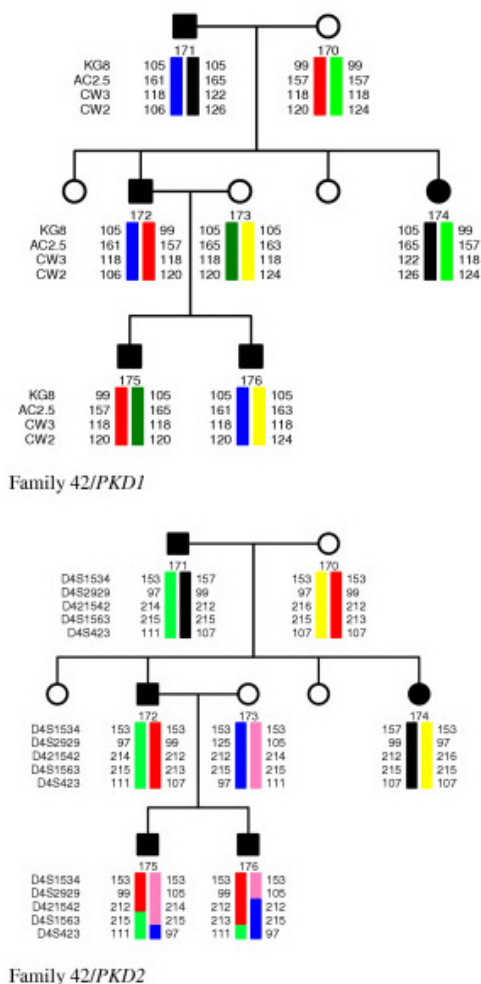 171 170
KG8 105 105 99 99
AC2.5 161 165 157 157
CW3 118 122 118 118
CW2 106 126 120 124
172 173 174
KG8 105 99 105 105 105 99
AC2.5 161 157 165 163 165 157
CW3 118 118 118 118 122 118
CW2 106 120 120 124 126 124
175 176
KG8 99 105 105 105
AC2.5 157 165 161 163
CW3 118 118 118 118
CW2 120 120 120 124
Family 42/PKD1
171 170
D4S1534 153 157 153 153
D4S2929 97 99 97 99
D421542 214 212 216 212
D4S1563 215 215 215 213
D4S423 111 107 107 107
172 173 174
D4S1534 153 153 153 153 157 153
D4S2929 97 99 125 105 99 97
D421542 214 212 212 214 212 216
D4S1563 215 213 215 215 215 215
D4S423 111 107 97 111 107 107
175 176
D4S1534 153 153 153 153
D4S2929 99 105 99 105
D421542 212 214 212 212
D4S1563 215 215 213 215
D4S423 111 97 111 97
Family 42/PKD2